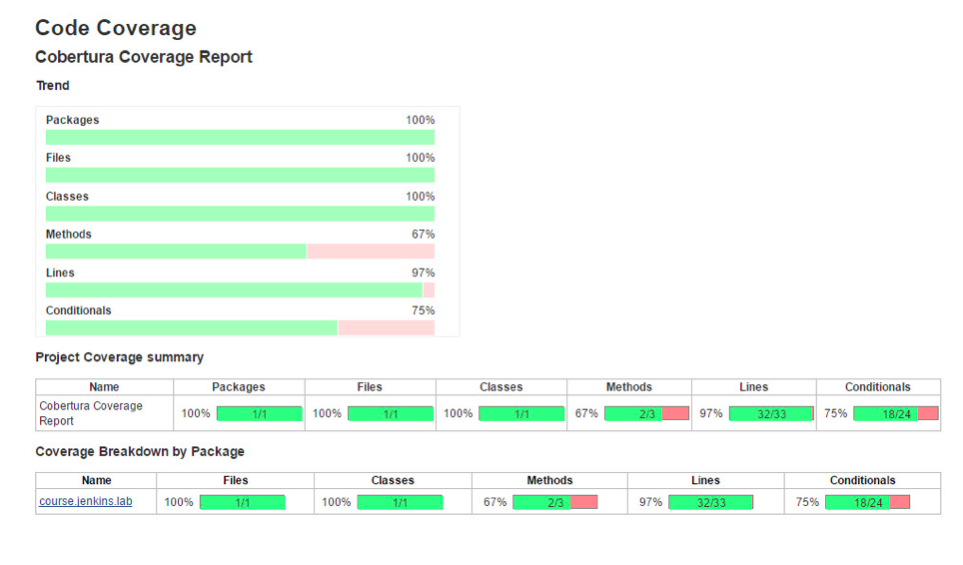 Code Coverage
Cobertura Coverage Report
Trend
Packages 100%
Files 100%
Classes 100%
Methods 67%
Lines 97%
Conditionals 75%
Project Coverage summary
Name Packages Files Classes Methods Lines Conditionals
Cobertura Coverage
Report 100% 1/1 100% 1/1 100% 1/1 67% 2/3 97% 32/33 75% 18/24
Coverage Breakdown by Package
Name Files Classes Methods Lines Conditionals
course.jenkins.lab 100% 1/1 100% 1/1 67% 2/3 97% 32/33 75% 18/24